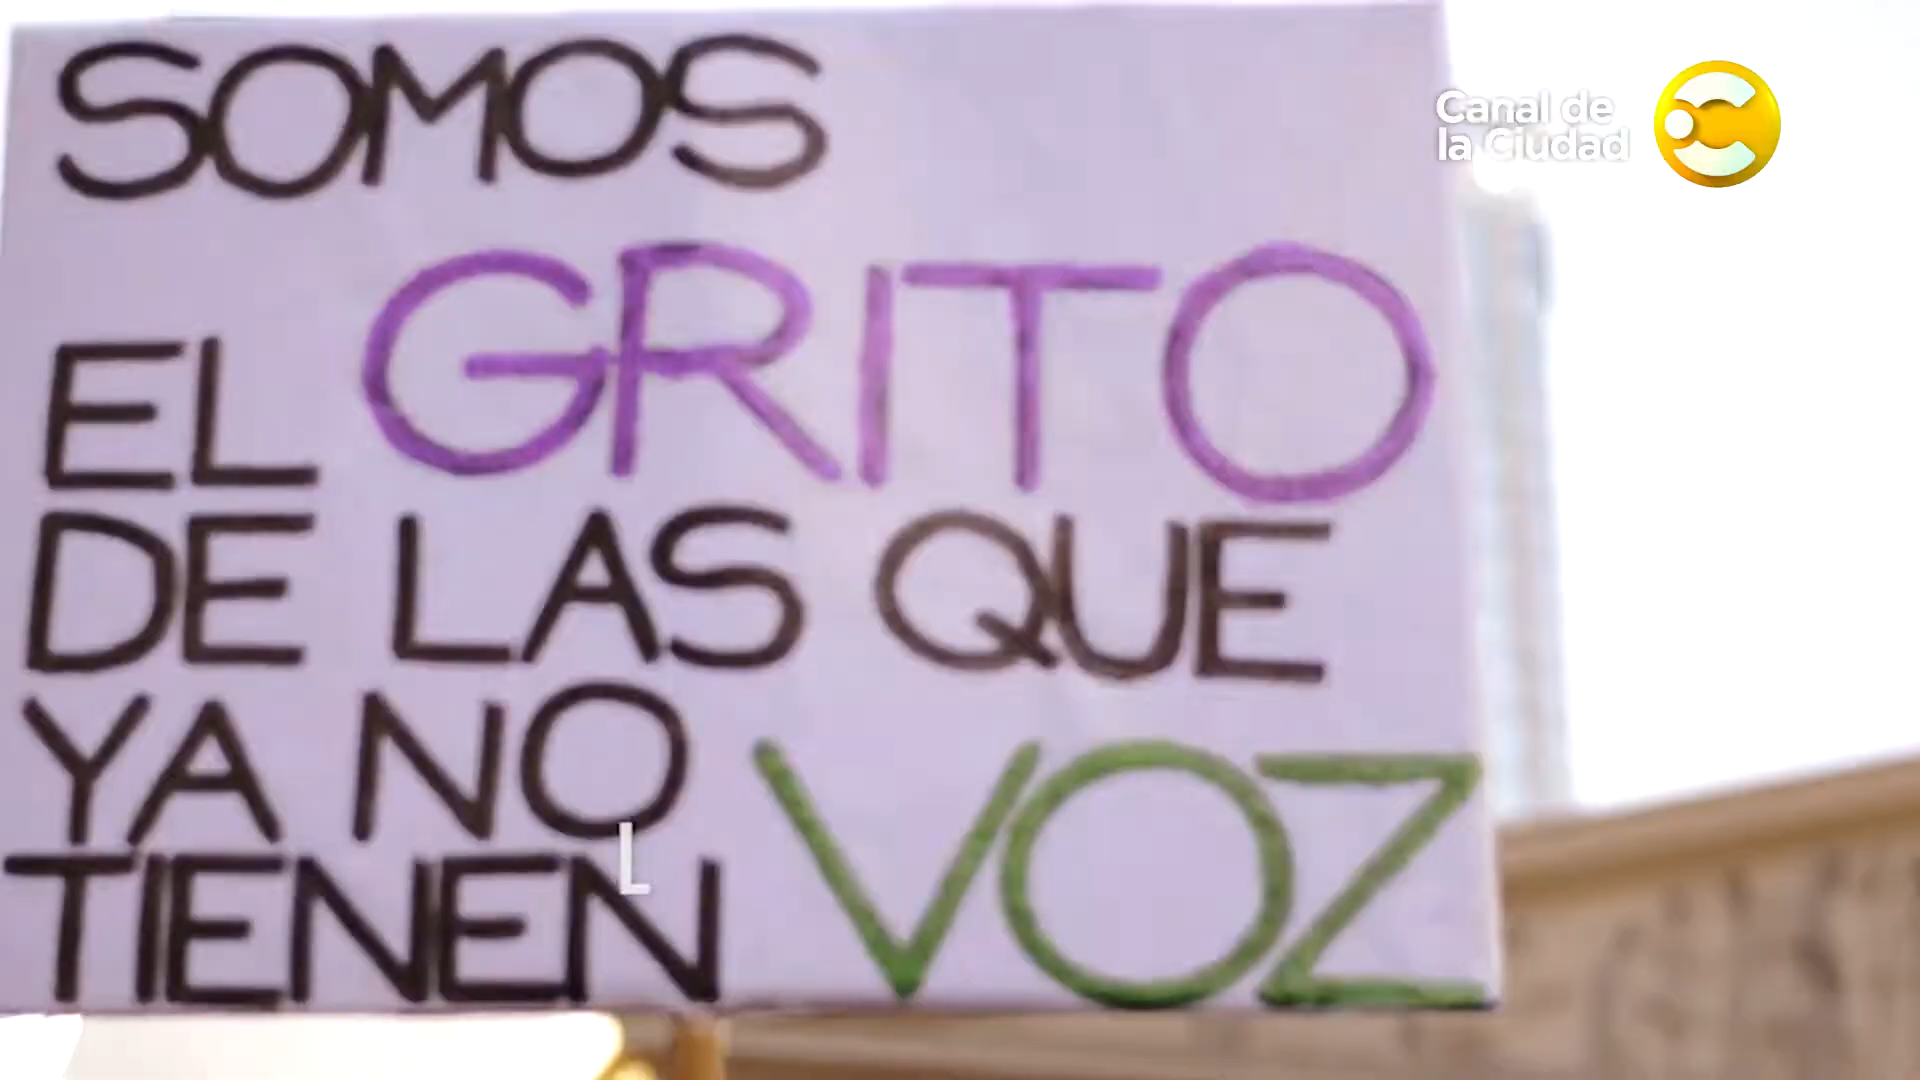 SOMOS
EL GRITO
DE LAS QUE
YA NO
TIENEN VOZ
Canal de
la Ciudad
L